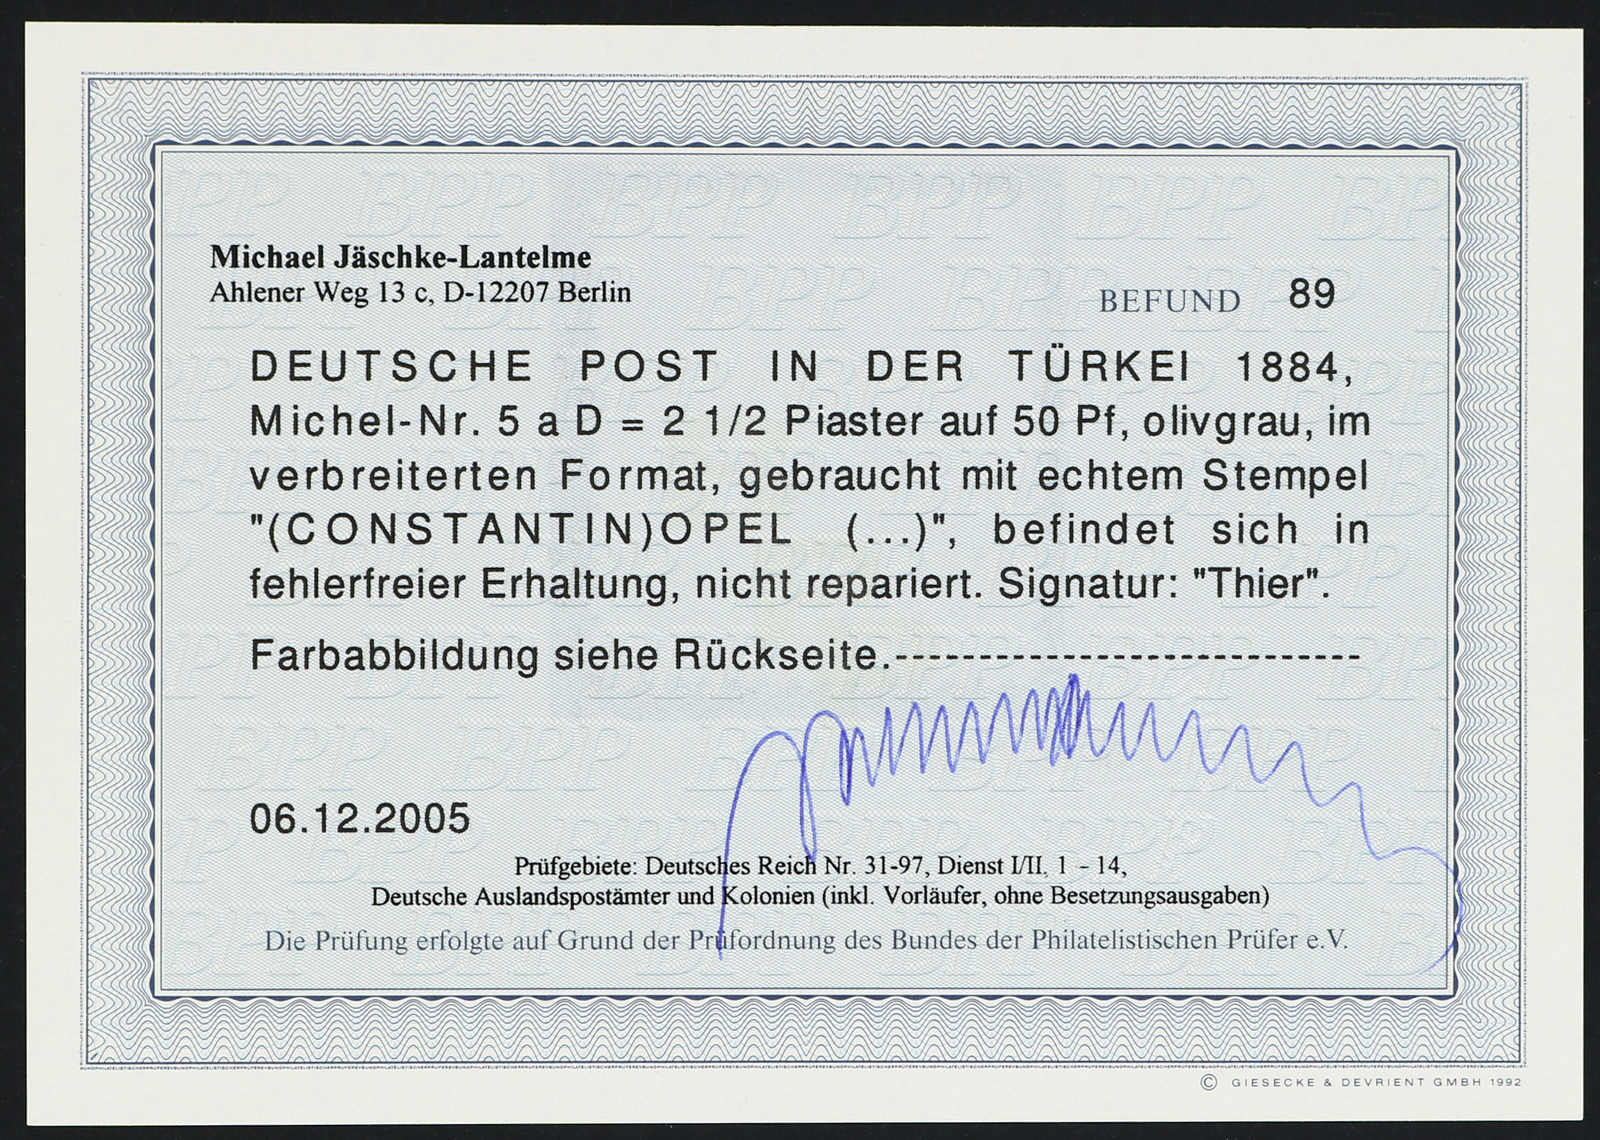 Michael Jäschke-Lantelme
Ahlener Weg 13 c, D-12207 Berlin
BEFUND 89
DEUTSCHE POST IN DER TÜRKEI 1884,
Michel-Nr. 5 a D = 2 1/2 Piaster auf 50 Pf, olivgrau, im
verbreiterten Format, gebraucht mit echtem Stempel
"(CONSTANTIN)OPEL (...)", befindet sich in
fehlerfreier Erhaltung, nicht repariert. Signatur: "Thier".
Farbabbildung siehe Rückseite.-----------------------------
06.12.2005
Prüfgebiete: Deutsches Reich Nr. 31-97, Dienst I/II, 1 - 14,
Deutsche Auslandspostämter und Kolonien (inkl. Vorläufer, ohne Besetzungsausgaben)
Die Prüfung erfolgte auf Grund der Prüfordnung des Bundes der Philatelistischen Prüfer e.V.
© GIESECKE & DEVRIENT GMBH 1992